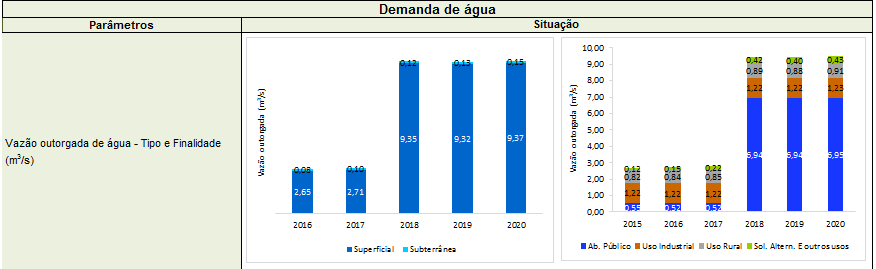 Demanda de água
Parâmetros
Situação
Vazão outorgada de água - Tipo e Finalidade
(m³/s)
Vazão outorgada (m³/s)
0,08 0,10 0,12 0,13 0,15
2,65 2,71 9,35 9,32 9,37
2016 2017 2018 2019 2020
Superficial Subterrânea
Vazão outorgada (m³/s)
10,00
9,00
8,00
7,00
6,00
5,00
4,00
3,00
2,00
1,00
0,00
0,12 0,15 0,22 0,42 0,40 0,43
0,82 0,84 0,85 0,89 0,88 0,91
1,22 1,22 1,22 1,22 1,22 1,23
0,55 0,52 0,52 6,94 6,94 6,95
2015 2016 2017 2018 2019 2020
Ab. Público Uso Industrial Uso Rural Sol. Altern. E outros usos